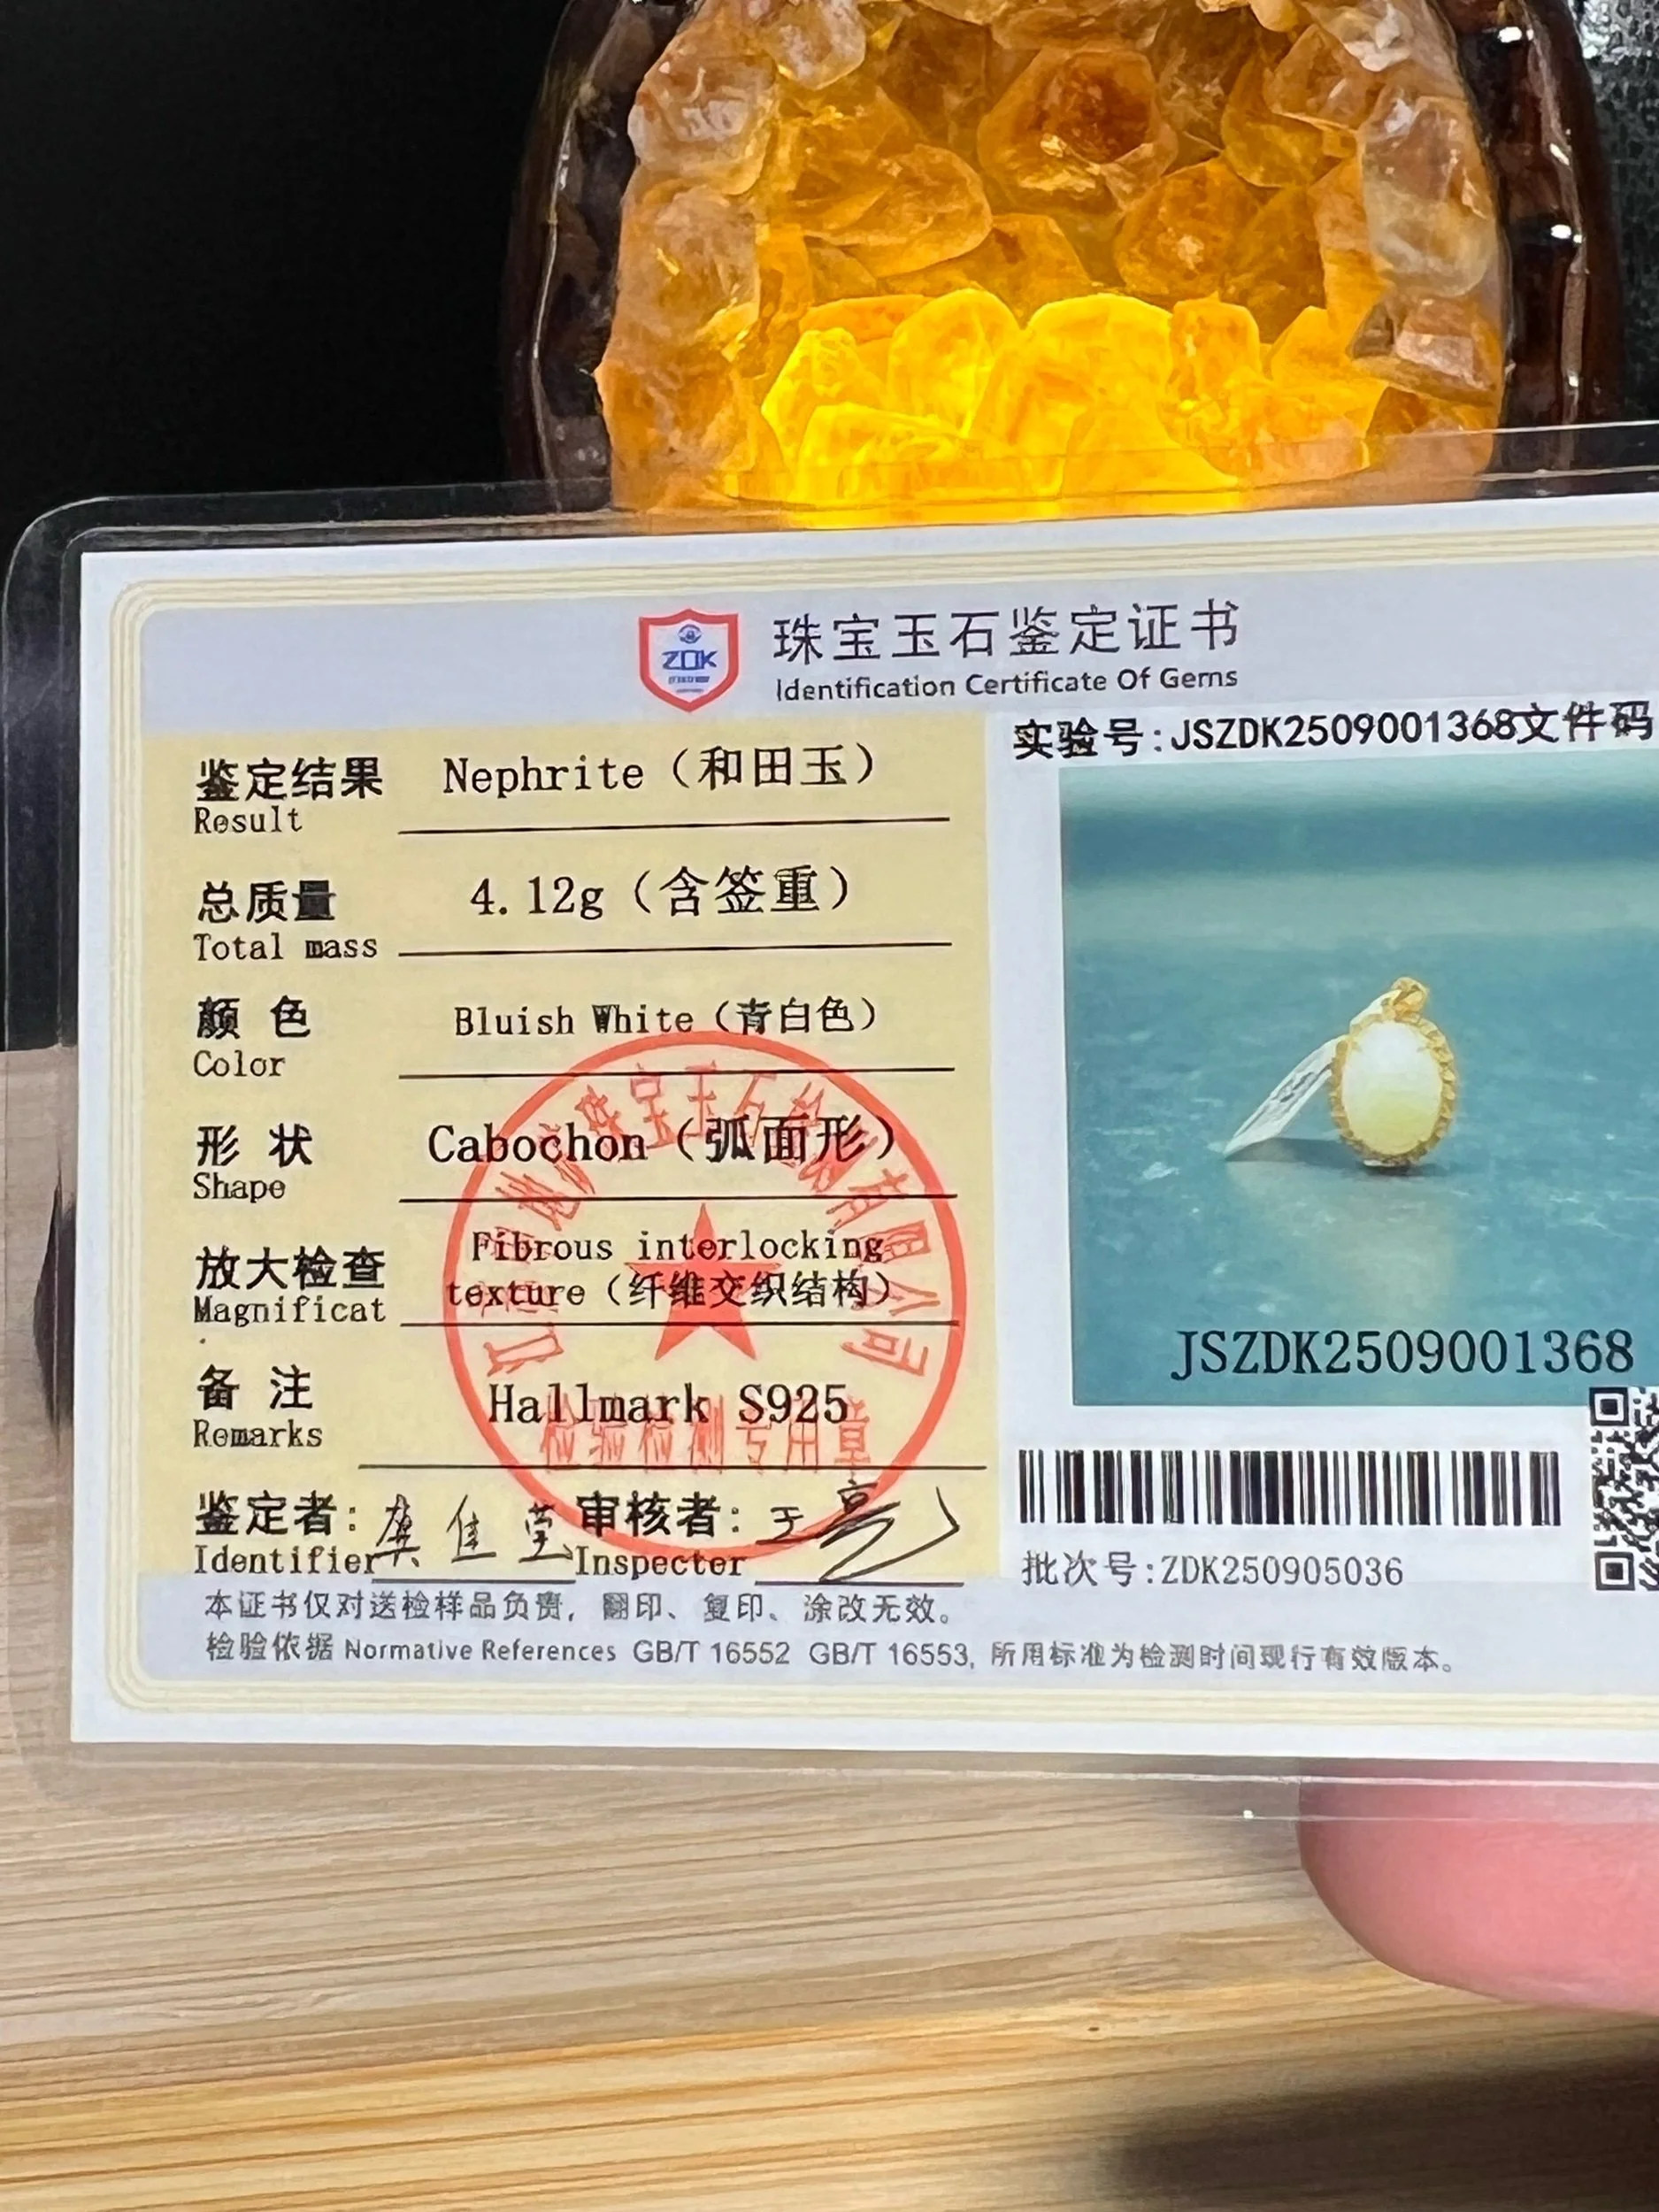 ZDK
珠宝玉石鉴定证书
Identification Certificate Of Gems
实验号:JSZDK2509001368文件码
鉴定结果 Nephrite（和田玉）
Result
总质量 4.12g（含签重）
Total mass
颜 色 Bluish White（青白色）
Color
形 状 Cabochon（弧面形）
Shape
放大检查 Fibrous interlocking
Magnificat texture（纤维交织结构）
备 注 Hallmark S925
Remarks
检验检测专用章
JSZDK2509001368
鉴定者: 审核者:
Identifier Inspecter
批次号:ZDK250905036
本证书仅对送检样品负责，翻印、复印、涂改无效。
检验依据 Normative References GB/T 16552 GB/T 16553, 所用标准为检测时间现行有效版本。